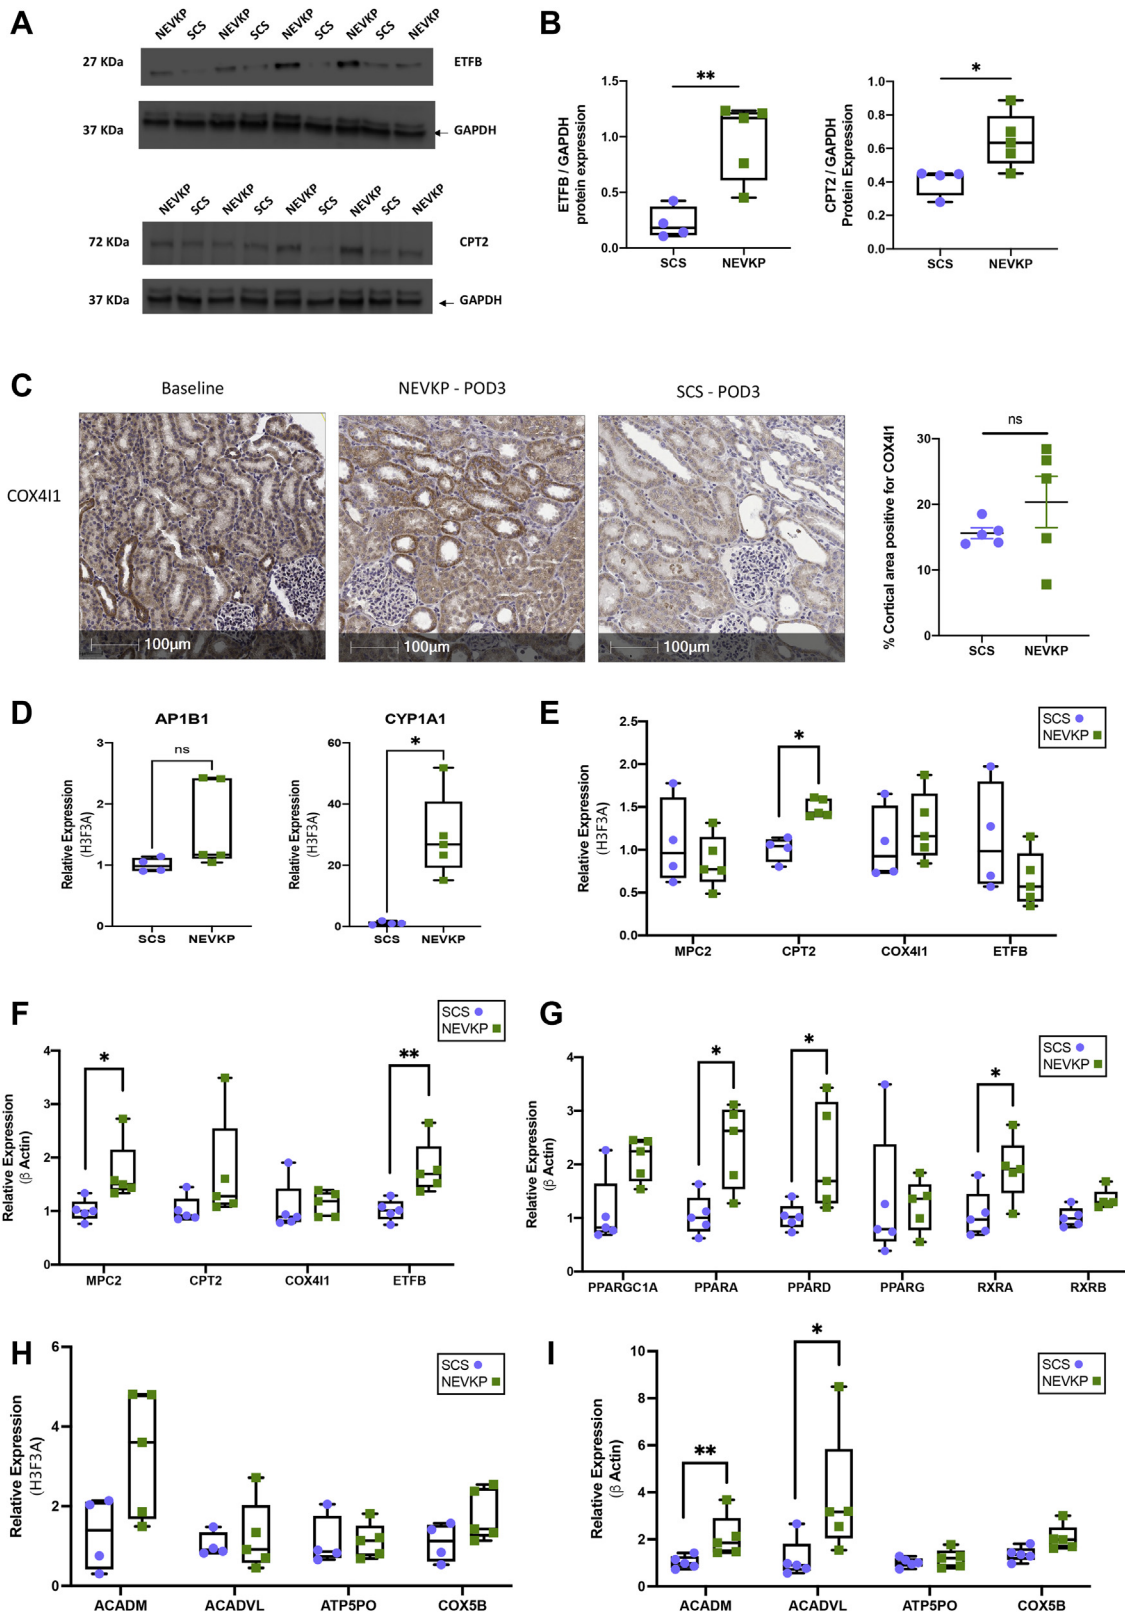 A
NEVKP SCS NEVKP SCS NEVKP SCS NEVKP SCS NEVKP
27 KDa ETFB
37 KDa GAPDH
NEVKP SCS NEVKP SCS NEVKP SCS NEVKP SCS NEVKP
72 KDa CPT2
37 KDa GAPDH
B
ETFB / GAPDH
protein expression
1.5
1.0
0.5
0.0
**
SCS NEVKP
CPT2 / GAPDH
Protein Expression
1.0
0.8
0.6
0.4
0.2
0.0
*
SCS NEVKP
C
Baseline NEVKP - POD3 SCS - POD3
COX4I1
100µm 100µm 100µm
% Cortical area positive for COX4I1
30
20
10
0
ns
SCS NEVKP
D
AP1B1
Relative Expression
(H3F3A)
3
2
1
0
ns
SCS NEVKP
CYP1A1
Relative Expression
(H3F3A)
60
40
20
0
*
SCS NEVKP
E
SCS
NEVKP
Relative Expression
(H3F3A)
2.5
2.0
1.5
1.0
0.5
0.0
*
MPC2 CPT2 COX4I1 ETFB
F
SCS
NEVKP
Relative Expression
(β Actin)
4
3
2
1
0
* **
MPC2 CPT2 COX4I1 ETFB
G
SCS
NEVKP
Relative Expression
(β Actin)
4
3
2
1
0
* * *
PPARGC1A PPARA PPARD PPARG RXRA RXRB
H
SCS
NEVKP
Relative Expression
(H3F3A)
6
4
2
0
ACADM ACADVL ATP5PO COX5B
I
SCS
NEVKP
Relative Expression
(β Actin)
10
8
6
4
2
0
** *
ACADM ACADVL ATP5PO COX5B